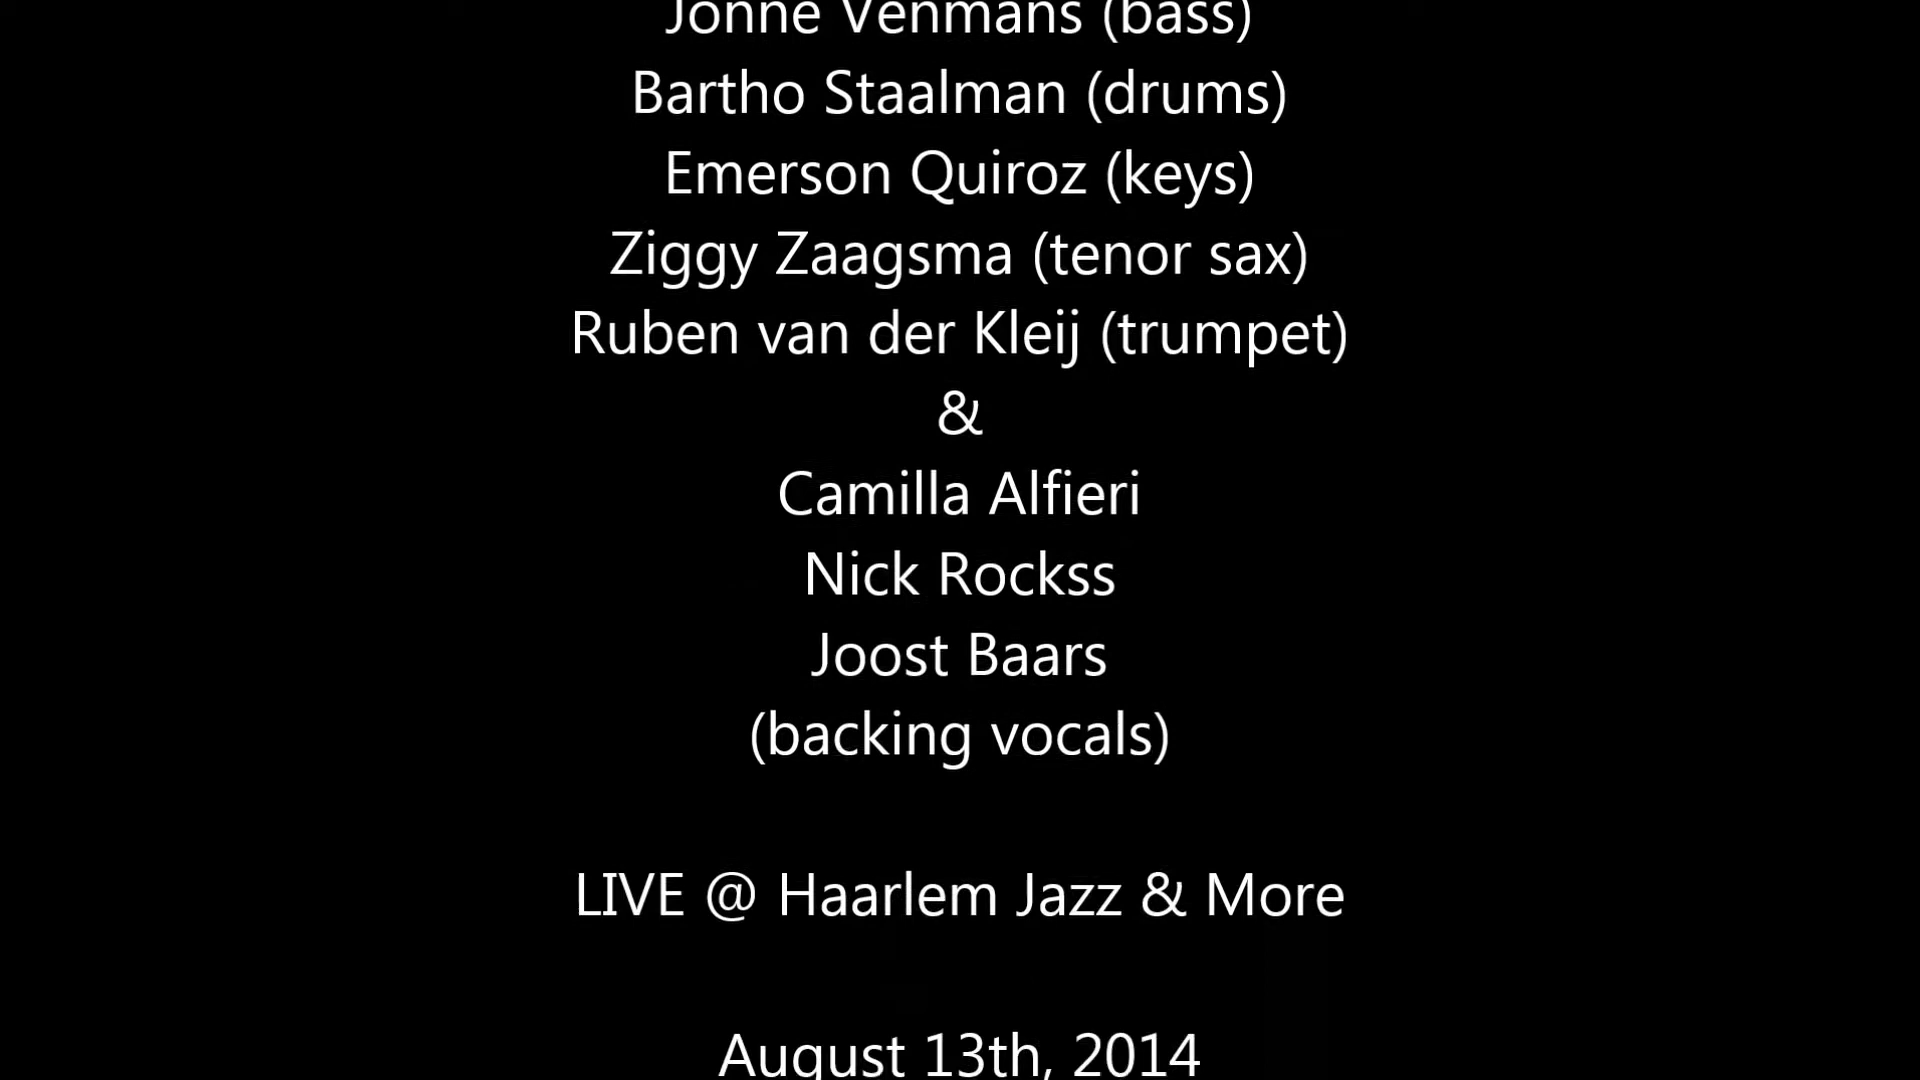 Jonne Venmans (bass)
Bartho Staalman (drums)
Emerson Quiroz (keys)
Ziggy Zaagsma (tenor sax)
Ruben van der Kleij (trumpet)
&
Camilla Alfieri
Nick Rockss
Joost Baars
(backing vocals)
LIVE @ Haarlem Jazz & More
August 13th, 2014